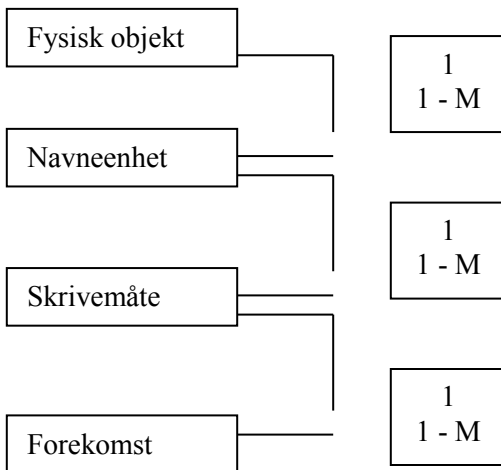 Fysisk objekt
1
1 - M
Navneenhet
1
1 - M
Skrivemåte
1
1 - M
Forekomst